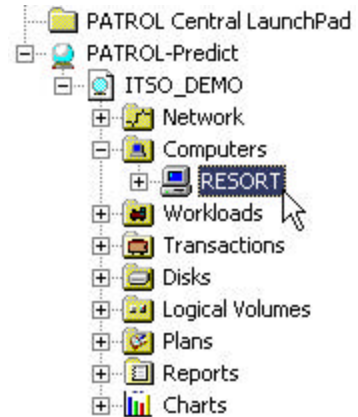 PATROL Central LaunchPad
PATROL-Predict
ITSO_DEMO
Network
Computers
RESORT
Workloads
Transactions
Disks
Logical Volumes
Plans
Reports
Charts